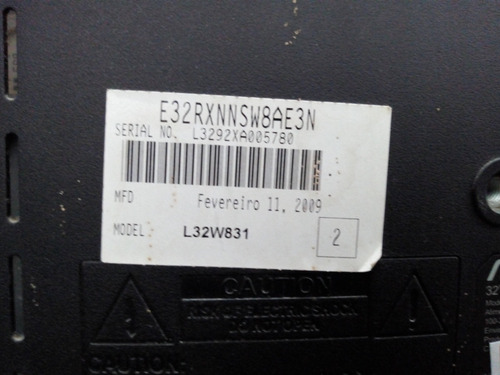 E32RXNNSW8AE3N
SERIAL NO. L3292XA005780
MFD Fevereiro 11, 2009
MODEL L32W831
2
CAUTION
RISK OF ELECTRIC SHOCK
DO NOT OPEN
32"